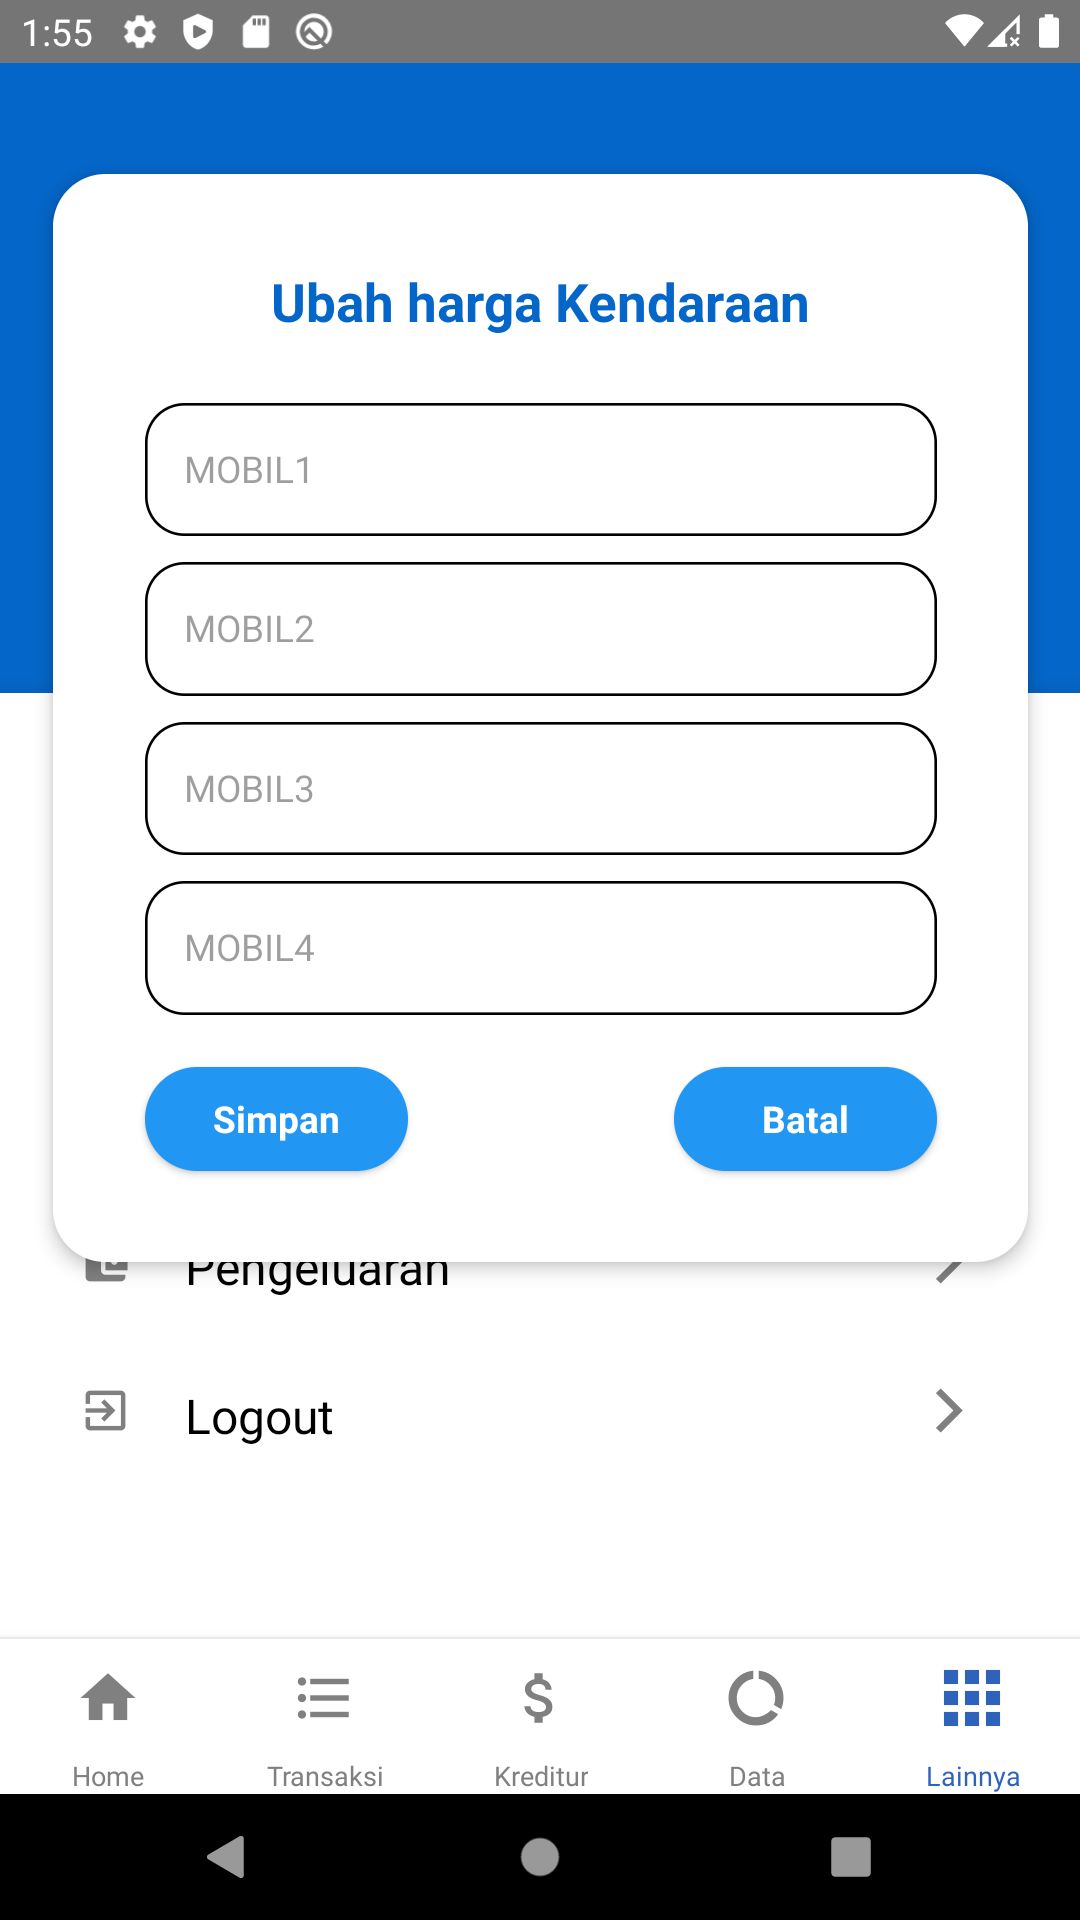 1:55
Ubah harga Kendaraan
MOBIL1
MOBIL2
MOBIL3
MOBIL4
Simpan
Batal
Pengeluaran
Logout
Home
Transaksi
Kreditur
Data
Lainnya